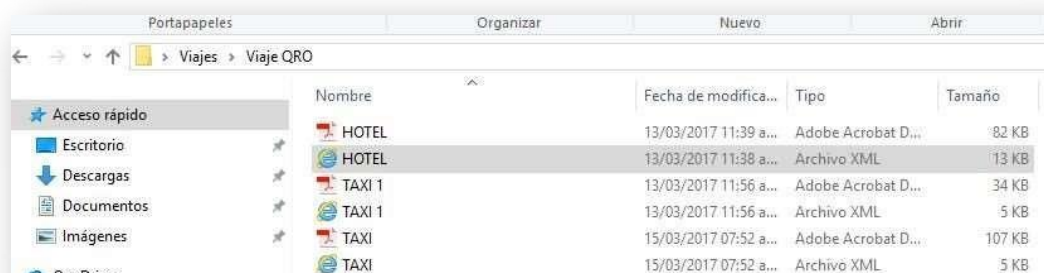 Portapapeles Organizar Nuevo Abrir
Viajes > Viaje QRO
Nombre Fecha de modifica... Tipo Tamaño
Acceso rápido
HOTEL 13/03/2017 11:39 a... Adobe Acrobat D... 82 KB
Escritorio
HOTEL 13/03/2017 11:38 a... Archivo XML 13 KB
Descargas
TAXI 1 13/03/2017 11:56 a... Adobe Acrobat D... 34 KB
Documentos
TAXI 1 13/03/2017 11:56 a... Archivo XML 5 KB
Imágenes
TAXI 15/03/2017 07:52 a... Adobe Acrobat D... 107 KB
TAXI 15/03/2017 07:52 a... Archivo XML 5 KB